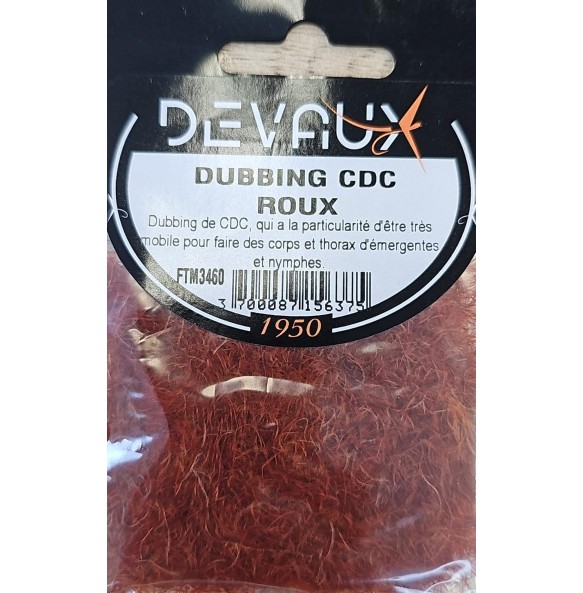 DEVAUX
DUBBING CDC
ROUX
Dubbing de CDC, qui a la particularité d'être très
mobile pour faire des corps et thorax d'émergentes
et nymphes.
FTM3460
3 700087 156375
1950